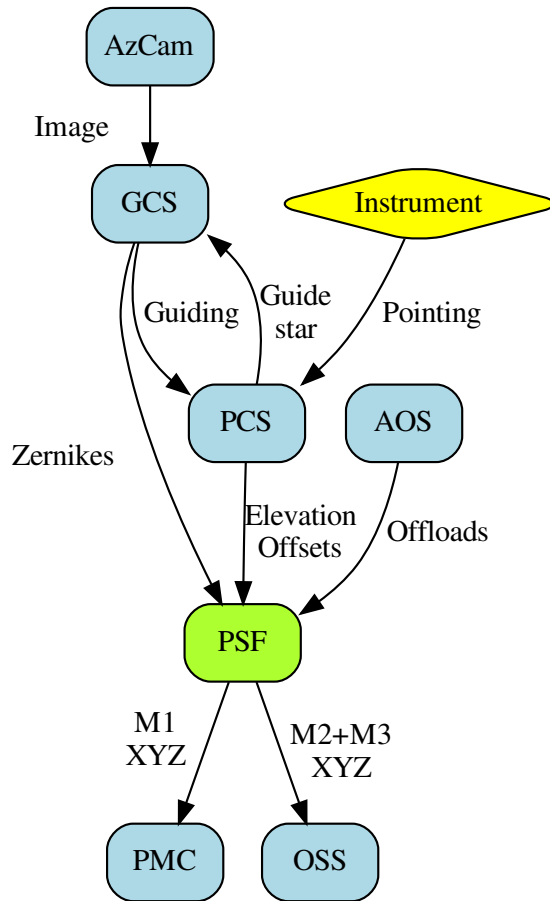 AzCam
Image
GCS
Instrument
Guiding
Guide
star
Pointing
PCS
AOS
Zernikes
Elevation
Offsets
Offloads
PSF
M1
XYZ
M2+M3
XYZ
PMC
OSS